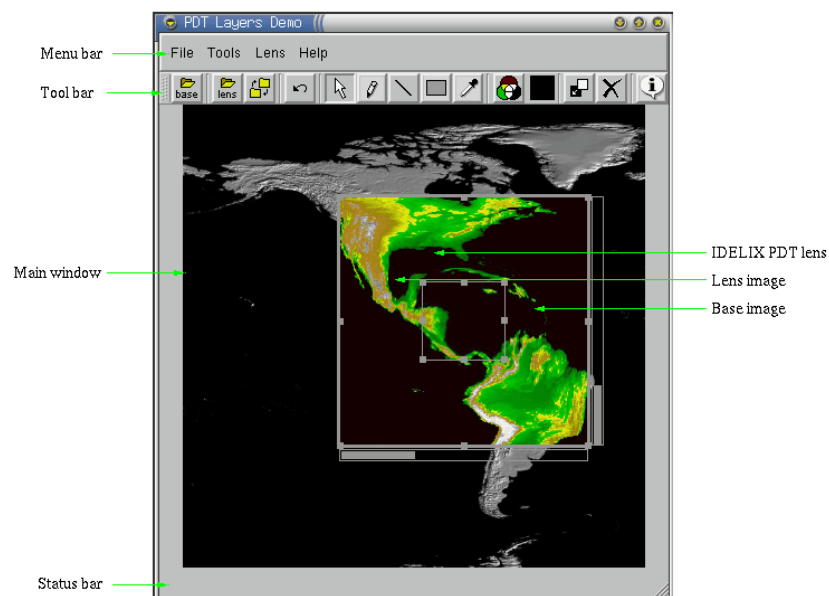 PDT Layers Demo
Menu bar
File Tools Lens Help
Tool bar
base
lens
i
IDELIX PDT lens
Main window
Lens image
Base image
Status bar